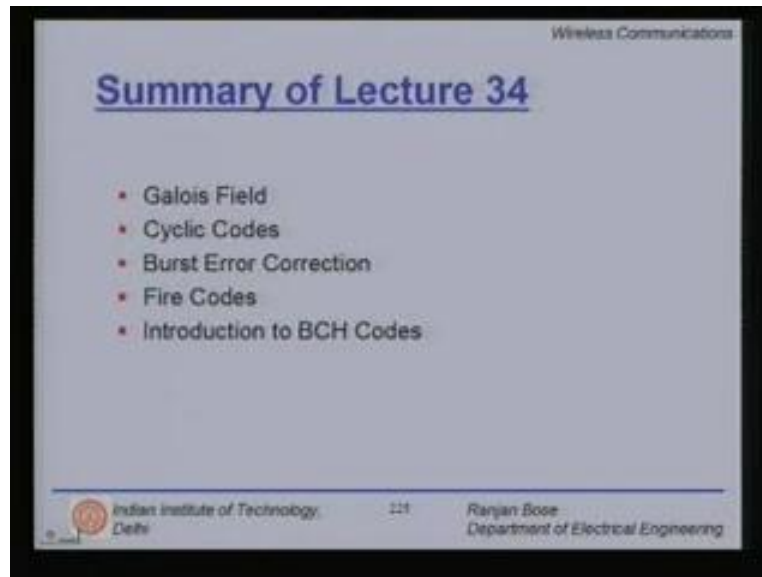 Wireless Communications
Summary of Lecture 34
• Galois Field
• Cyclic Codes
• Burst Error Correction
• Fire Codes
• Introduction to BCH Codes
Indian Institute of Technology,
Delhi
Ranjan Bose
Department of Electrical Engineering